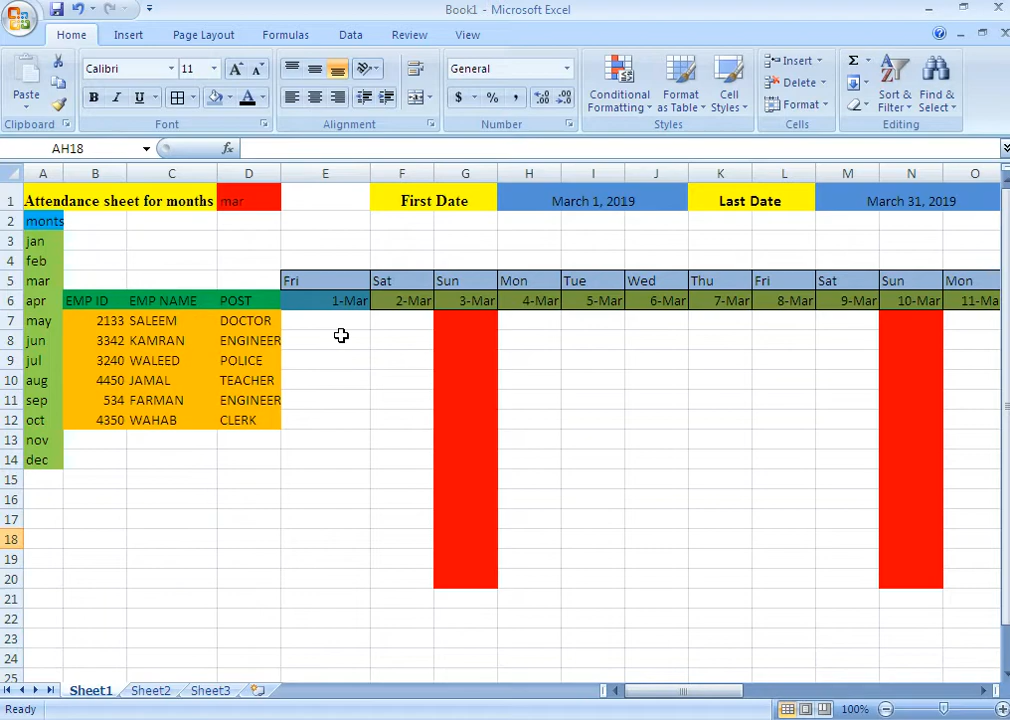 Book1 - Microsoft Excel
Home Insert Page Layout Formulas Data Review View
Paste Calibri 11 General Conditional Formatting Format as Table Cell Styles Insert Delete Format Sort & Filter Find & Select
B I U A $ % , Σ
Clipboard Font Alignment Number Styles Cells Editing
AH18 fx
A B C D E F G H I J K L M N O
1 Attendance sheet for months mar First Date March 1, 2019 Last Date March 31, 2019
2 monts
3 jan
4 feb
5 mar Fri Sat Sun Mon Tue Wed Thu Fri Sat Sun Mon
6 apr EMP ID EMP NAME POST 1-Mar 2-Mar 3-Mar 4-Mar 5-Mar 6-Mar 7-Mar 8-Mar 9-Mar 10-Mar 11-Ma
7 may 2133 SALEEM DOCTOR
8 jun 3342 KAMRAN ENGINEER
9 jul 3240 WALEED POLICE
10 aug 4450 JAMAL TEACHER
11 sep 534 FARMAN ENGINEER
12 oct 4350 WAHAB CLERK
13 nov
14 dec
15
16
17
18
19
20
21
22
23
24
25
Sheet1 Sheet2 Sheet3
Ready 100%